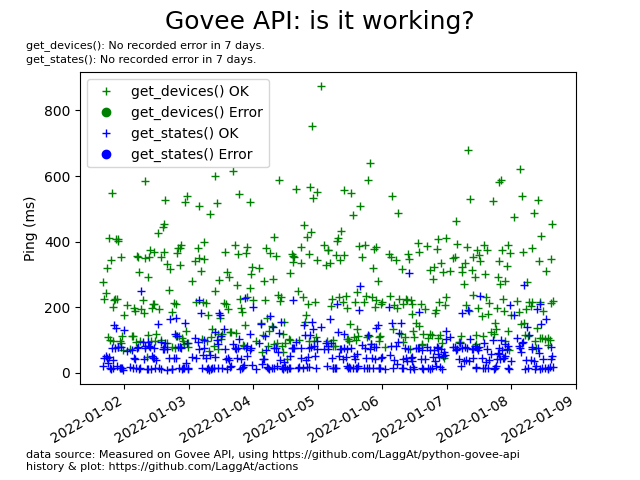 Govee API: is it working?
get_devices(): No recorded error in 7 days.
get_states(): No recorded error in 7 days.
get_devices() OK
get_devices() Error
get_states() OK
get_states() Error
Ping (ms)
800
600
400
200
0
2022-01-02
2022-01-03
2022-01-04
2022-01-05
2022-01-06
2022-01-07
2022-01-08
2022-01-09
data source: Measured on Govee API, using https://github.com/LaggAt/python-govee-api
history & plot: https://github.com/LaggAt/actions